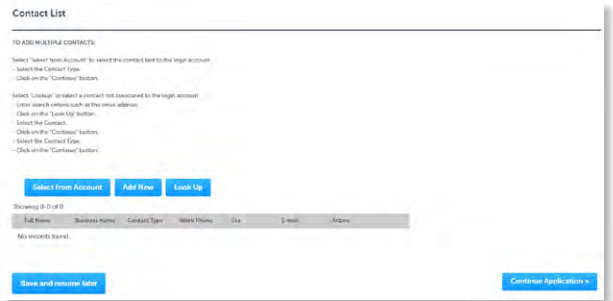 Contact List
TO ADD MULTIPLE CONTACTS:
Select "Select from Account" to select the contact tied to the login account.
- Select the Contact Type.
- Click on the "Continue" button.
Select "Lookup" to select a contact not associated to the login account.
- Enter search criteria such as the email address.
- Click on the "Look Up" button.
- Select the Contact.
- Click on the "Continue" button.
- Select the Contact Type.
- Click on the "Continue" button.
Select from Account Add New Look Up
Showing 0-0 of 0
Full Name Business Name Contact Type Work Phone Fax E-mail Action
No records found.
Save and resume later Continue Application »